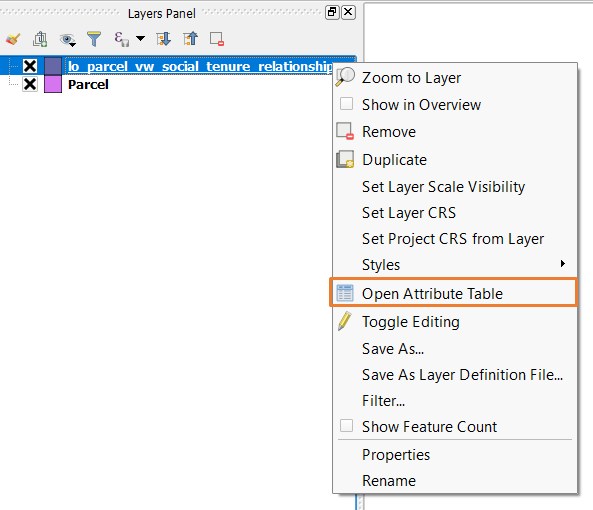 Layers Panel
lo_parcel_vw_social_tenure_relationship
Parcel
Zoom to Layer
Show in Overview
Remove
Duplicate
Set Layer Scale Visibility
Set Layer CRS
Set Project CRS from Layer
Styles
Open Attribute Table
Toggle Editing
Save As...
Save As Layer Definition File...
Filter...
Show Feature Count
Properties
Rename